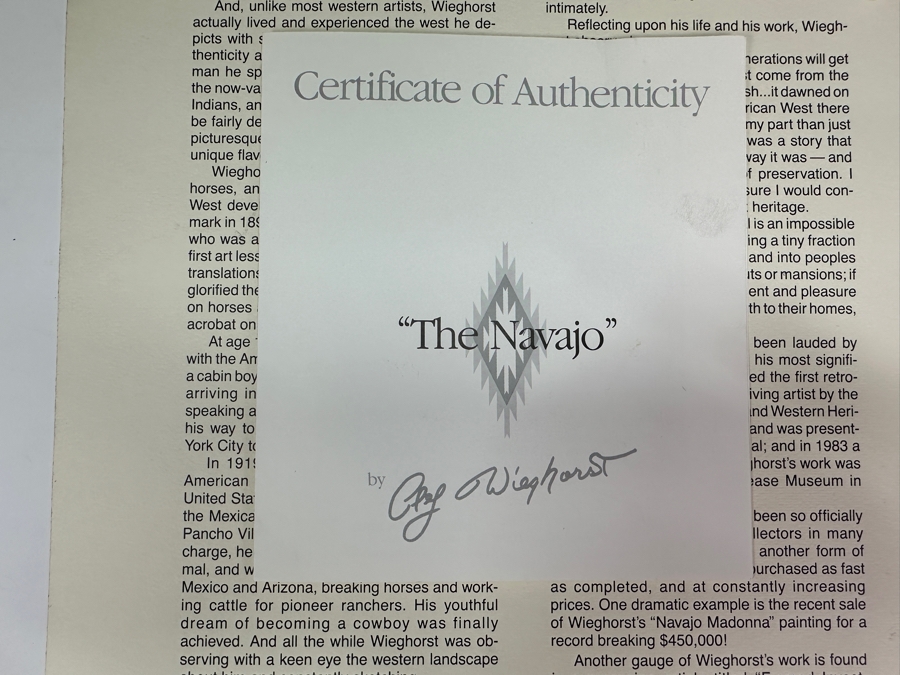 And, unlike most western artists, Wieghorst
actually lived and experienced the west he de-
picts with
thenticity a
man he sp
the now-va
Indians, an
be fairly de
picturesque
unique flav
Wiegho
horses, an
West deve
mark in 189
who was a
first art less
translations
glorified the
on horses
acrobat on
At age
with the Am
a cabin boy
arriving in
speaking a
his way to
York City to
In 1919
American
United Sta
the Mexica
Pancho Vil
charge, he
mal, and w
Mexico and Arizona, breaking horses and work-
ing cattle for pioneer ranchers. His youthful
dream of becoming a cowboy was finally
achieved. And all the while Wieghorst was ob-
serving with a keen eye the western landscape
about him and constantly sketching.
Certificate of Authenticity
"The Navajo"
by Olaf Wieghorst
intimately.
Reflecting upon his life and his work, Wiegh-
nerations will get
t come from the
sh...it dawned on
rican West there
my part than just
was a story that
way it was — and
f preservation. I
sure I would con-
heritage.
l is an impossible
ing a tiny fraction
and into peoples
uts or mansions; if
ent and pleasure
th to their homes,
been lauded by
his most signifi-
ed the first retro-
iving artist by the
and Western Heri-
and was present-
al; and in 1983 a
ghorst's work was
ease Museum in
been so officially
llectors in many
another form of
purchased as fast
as completed, and at constantly increasing
prices. One dramatic example is the recent sale
of Wieghorst's "Navajo Madonna" painting for a
record breaking $450,000!
Another gauge of Wieghorst's work is found